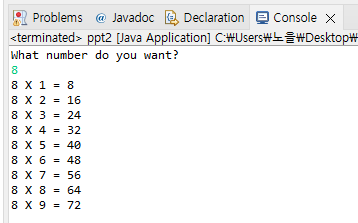 Problems @ Javadoc Declaration Console
<terminated> ppt2 [Java Application] C:₩Users₩노을₩Desktop₩
What number do you want?
8
8 X 1 = 8
8 X 2 = 16
8 X 3 = 24
8 X 4 = 32
8 X 5 = 40
8 X 6 = 48
8 X 7 = 56
8 X 8 = 64
8 X 9 = 72